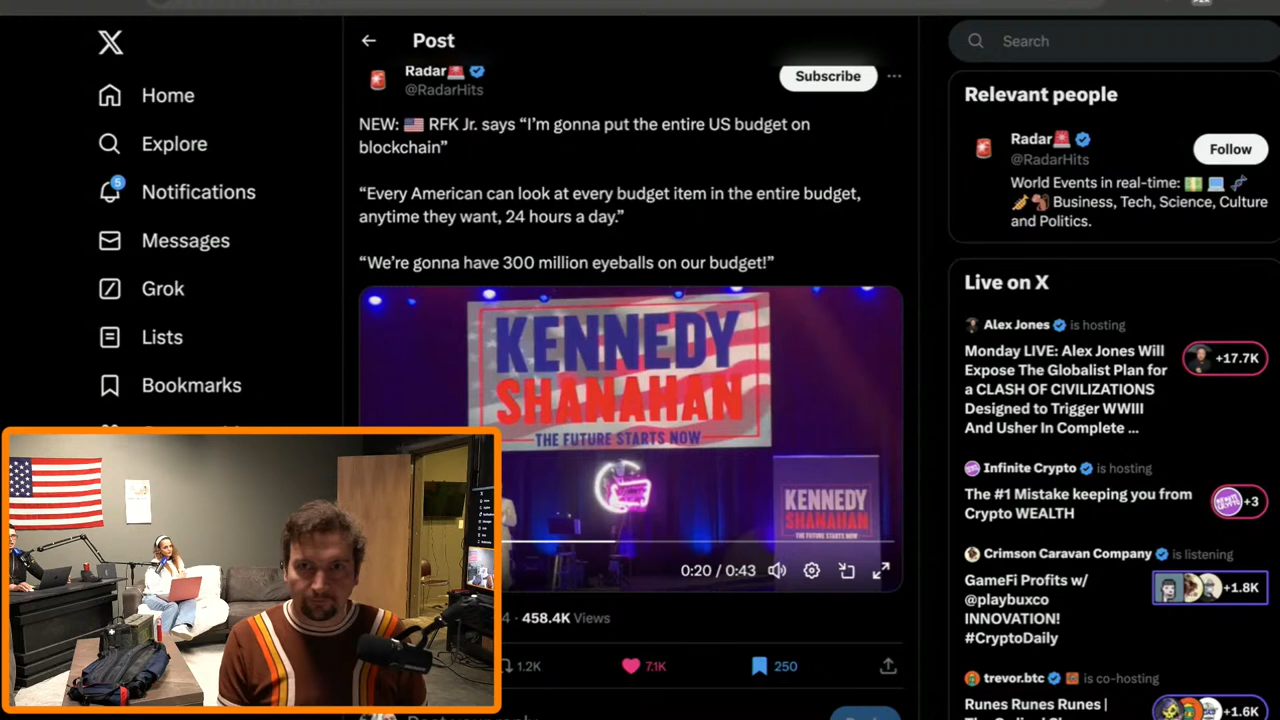 Home
Explore
Notifications
5
Messages
Grok
Lists
Bookmarks
Post
Radar🚨
@RadarHits
Subscribe
NEW: 🇺🇸 RFK Jr. says “I’m gonna put the entire US budget on
blockchain”
“Every American can look at every budget item in the entire budget,
anytime they want, 24 hours a day.”
“We’re gonna have 300 million eyeballs on our budget!”
KENNEDY
SHANAHAN
THE FUTURE STARTS NOW
KENNEDY
SHANAHAN
THE FUTURE STARTS NOW
0:20 / 0:43
458.4K Views
1.2K
7.1K
250
Search
Relevant people
Radar🚨
@RadarHits
Follow
World Events in real-time: 💵 💻 🧬
🌯 🐿️ Business, Tech, Science, Culture
and Politics.
Live on X
Alex Jones is hosting
Monday LIVE: Alex Jones Will
Expose The Globalist Plan for
a CLASH OF CIVILIZATIONS
Designed to Trigger WWIII
And Usher In Complete ...
+17.7K
Infinite Crypto is hosting
The #1 Mistake keeping you from
Crypto WEALTH
+3
Crimson Caravan Company is listening
GameFi Profits w/
@playbuxco
INNOVATION!
#CryptoDaily
+1.8K
trevor.btc is co-hosting
Runes Runes Runes |
+1.6K